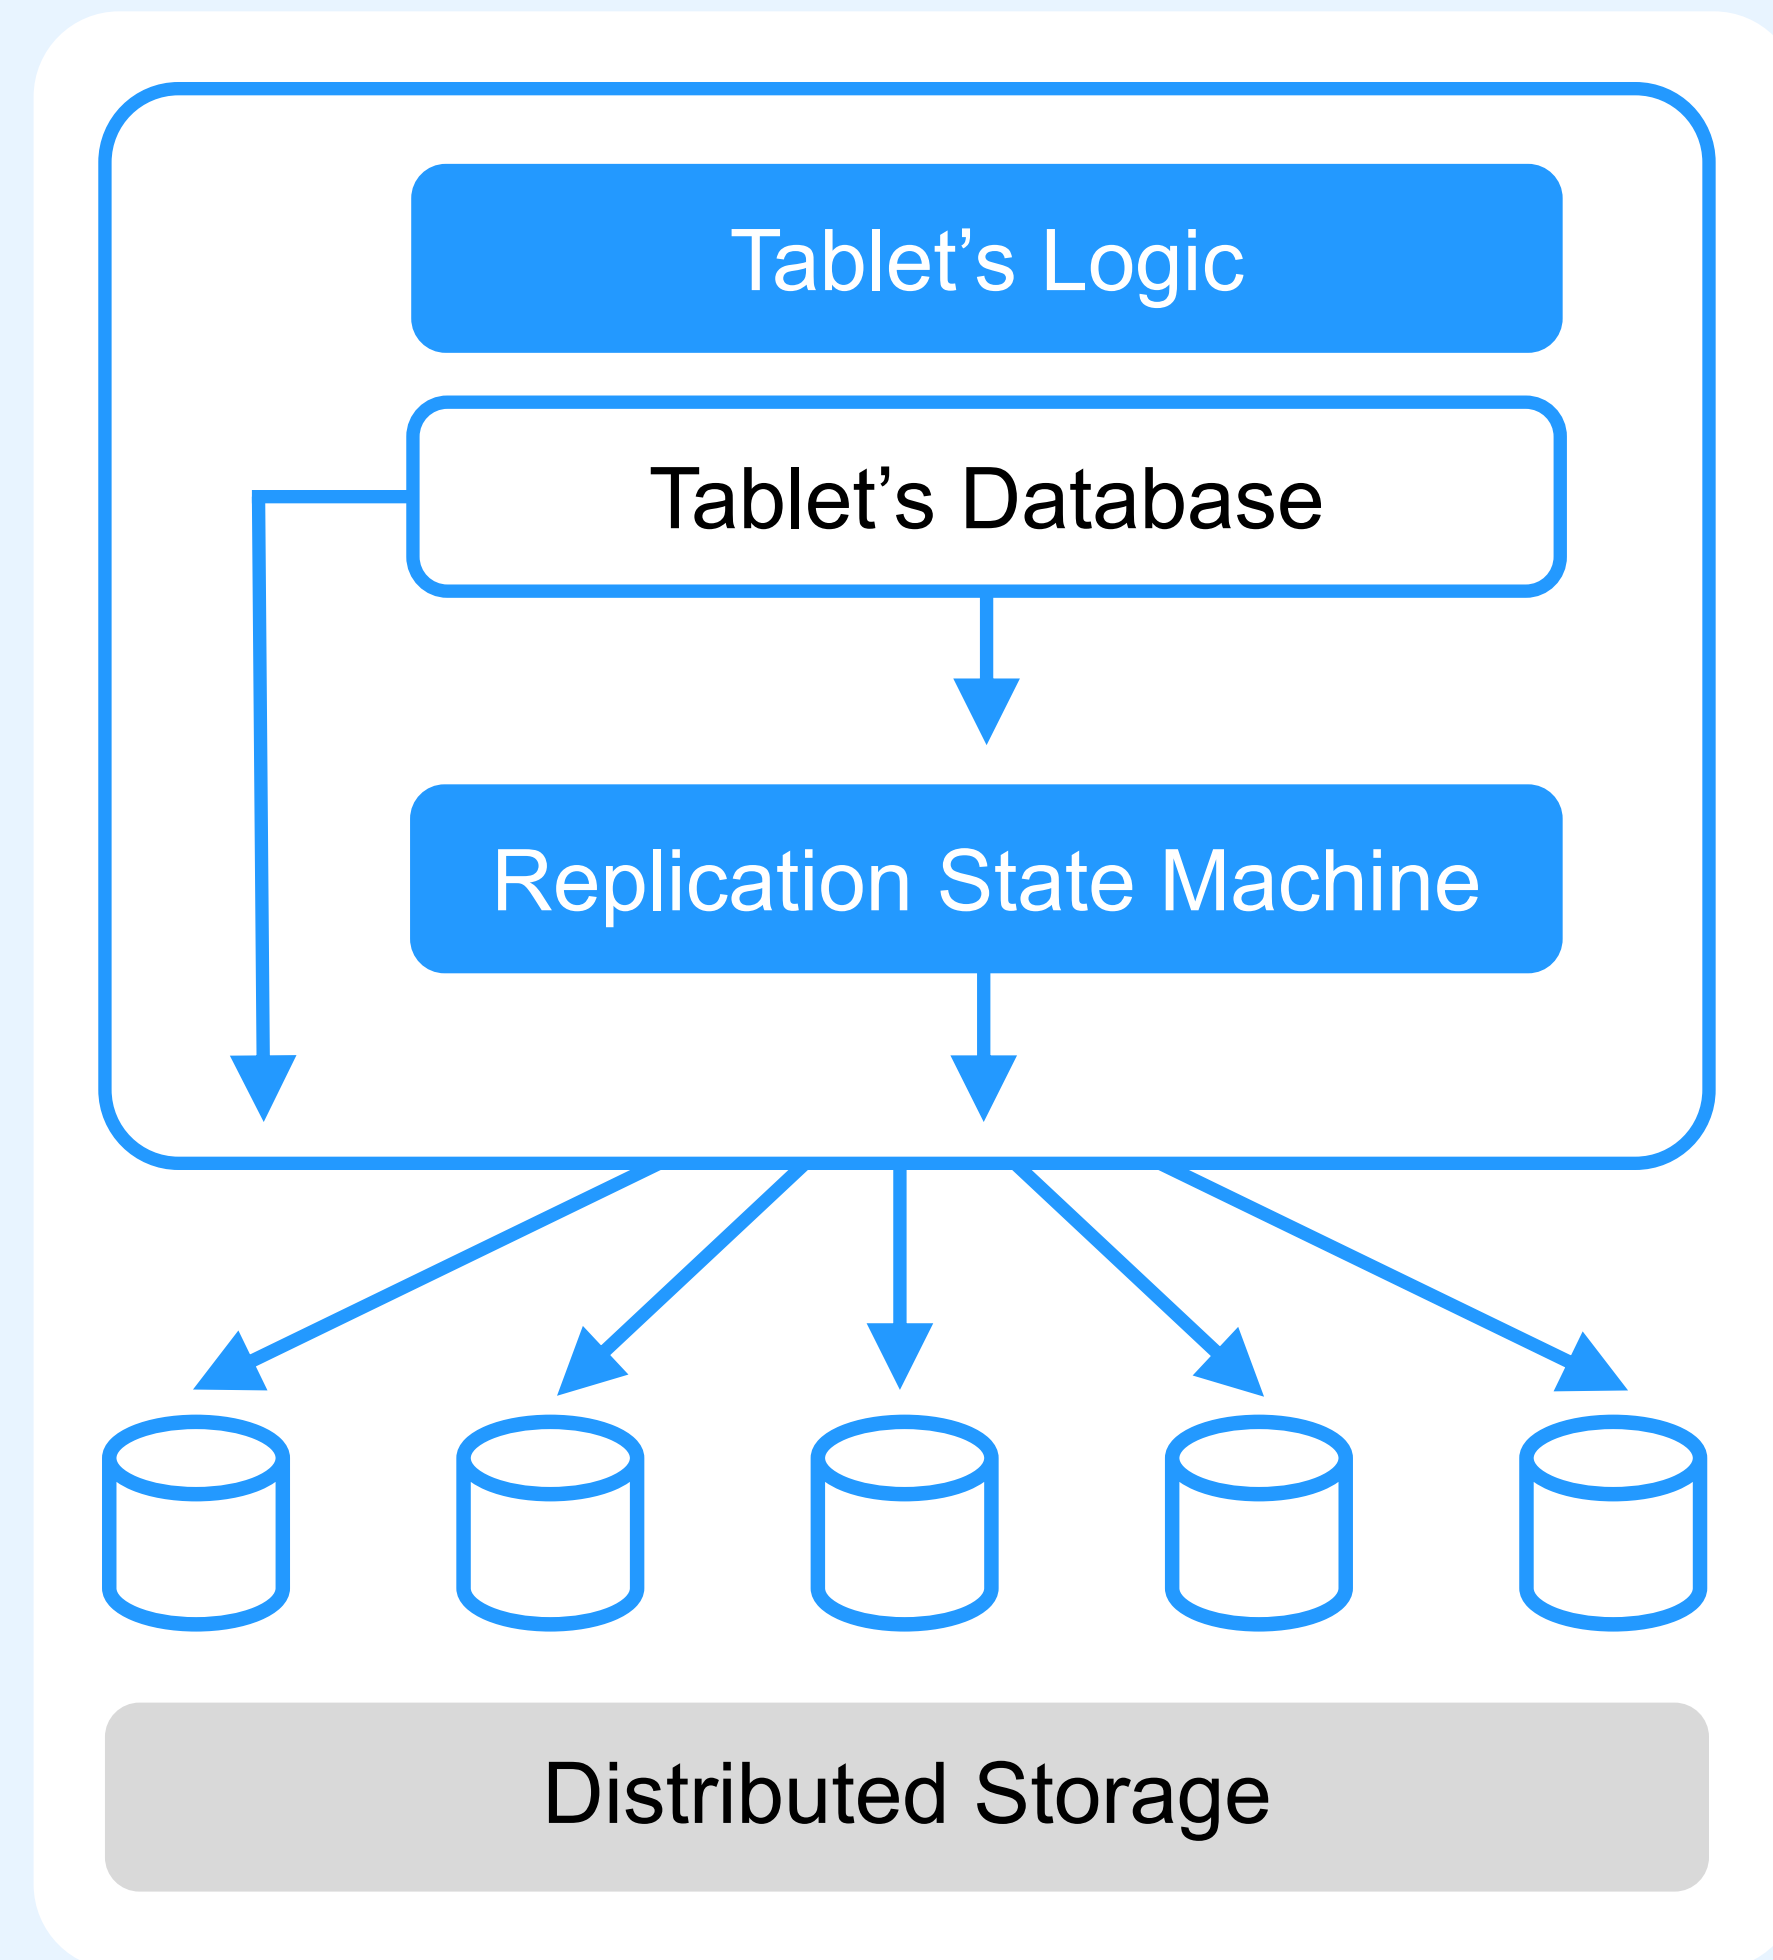 Tablet’s Logic
Tablet’s Database
Replication State Machine
Distributed Storage